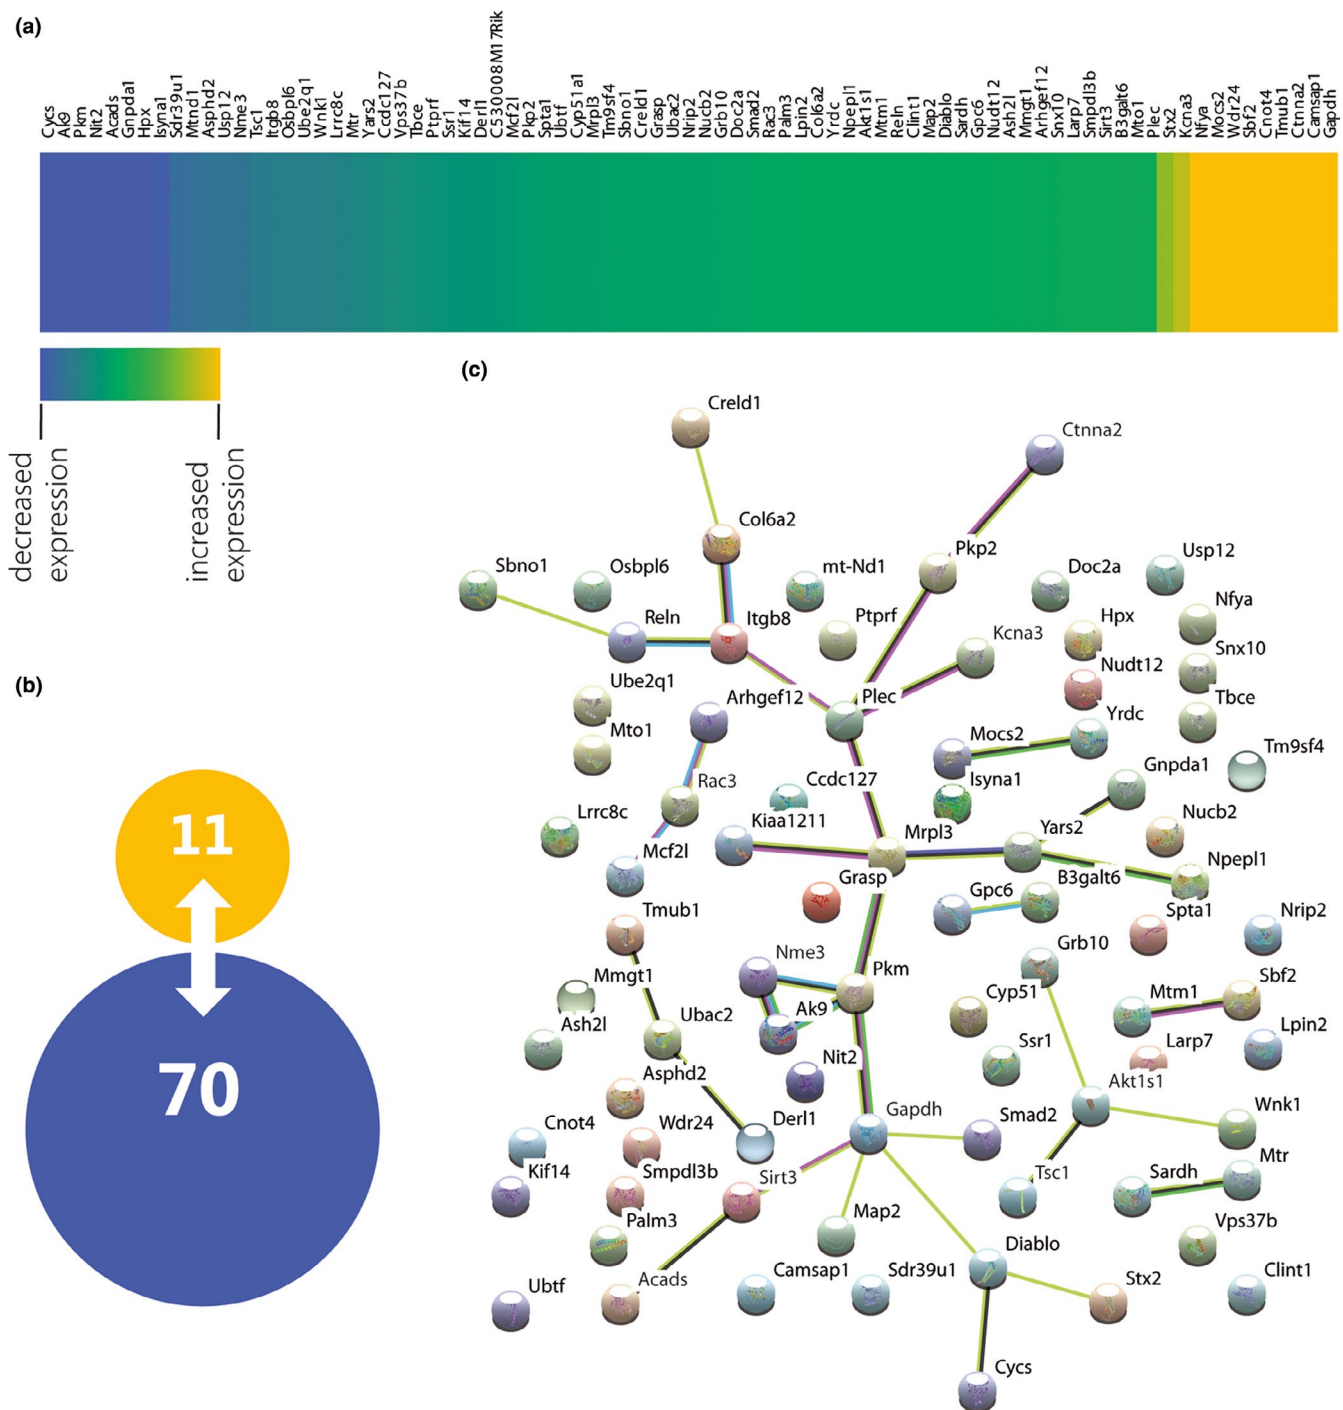 (a)
Cycs
Ak9
Pkm
Nit2
Acads
Gnpda1
Hpx
Isyna1
Sdr39u1
Mtnd1
Asphd2
Usp12
Nme3
Tsc1
Itgb8
Osbpl6
Ube2q1
Wnk1
Lrrc8c
Mtr
Yars2
Ccdc127
Vps37b
Tbce
Ptprf
Ssr1
Kif14
Derl1
C530008M17Rik
Mcf2l
Pkp2
Spta1
Ubtf
Cyp51a1
Mrpl3
Tm9sf4
Sbno1
Creld1
Grasp
Ubac2
Nrip2
Nucb2
Grb10
Doc2a
Smad2
Rac3
Palm3
Lpin2
Col6a2
Yrdc
Npepl1
Akt1s1
Mtm1
Reln
Clint1
Map2
Diablo
Sardh
Gpc6
Nudt12
Ash2l
Mmgt1
Arhgef12
Snx10
Larp7
Smpdl3b
Sirt3
B3galt6
Mto1
Plec
Stx2
Kcna3
Nfya
Mocs2
Wdr24
Sbf2
Cnot4
Tmub1
Ctnna2
Camsap1
Gapdh
decreased
expression
increased
expression
(b)
11
70
(c)
Creld1
Ctnna2
Col6a2
Pkp2
Usp12
Sbno1
Osbpl6
mt-Nd1
Doc2a
Nfya
Reln
Itgb8
Ptprf
Hpx
Kcna3
Snx10
Nudt12
Ube2q1
Arhgef12
Plec
Tbce
Mto1
Yrdc
Mocs2
Tm9sf4
Rac3
Ccdc127
Isyna1
Gnpda1
Lrrc8c
Kiaa1211
Mrpl3
Yars2
Nucb2
Mcf2l
Npepl1
Grasp
Gpc6
B3galt6
Tmub1
Spta1
Nrip2
Grb10
Nme3
Pkm
Mmgt1
Cyp51
Mtm1
Sbf2
Ak9
Ubac2
Ash2l
Ssr1
Larp7
Lpin2
Nit2
Asphd2
Akt1s1
Gapdh
Wnk1
Cnot4
Wdr24
Derl1
Smad2
Kif14
Smpdl3b
Sirt3
Tsc1
Sardh
Mtr
Palm3
Map2
Vps37b
Diablo
Ubtf
Acads
Camsap1
Sdr39u1
Stx2
Clint1
Cycs